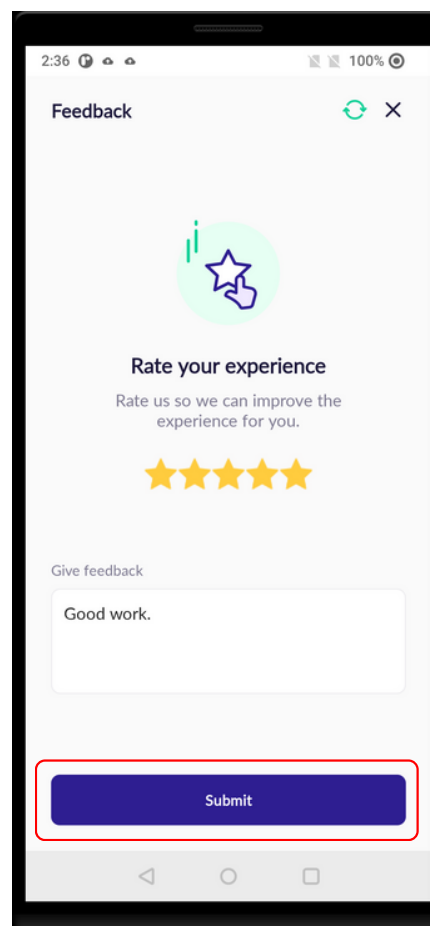 2:36 100%
Feedback
Rate your experience
Rate us so we can improve the
experience for you.
Give feedback
Good work.
Submit